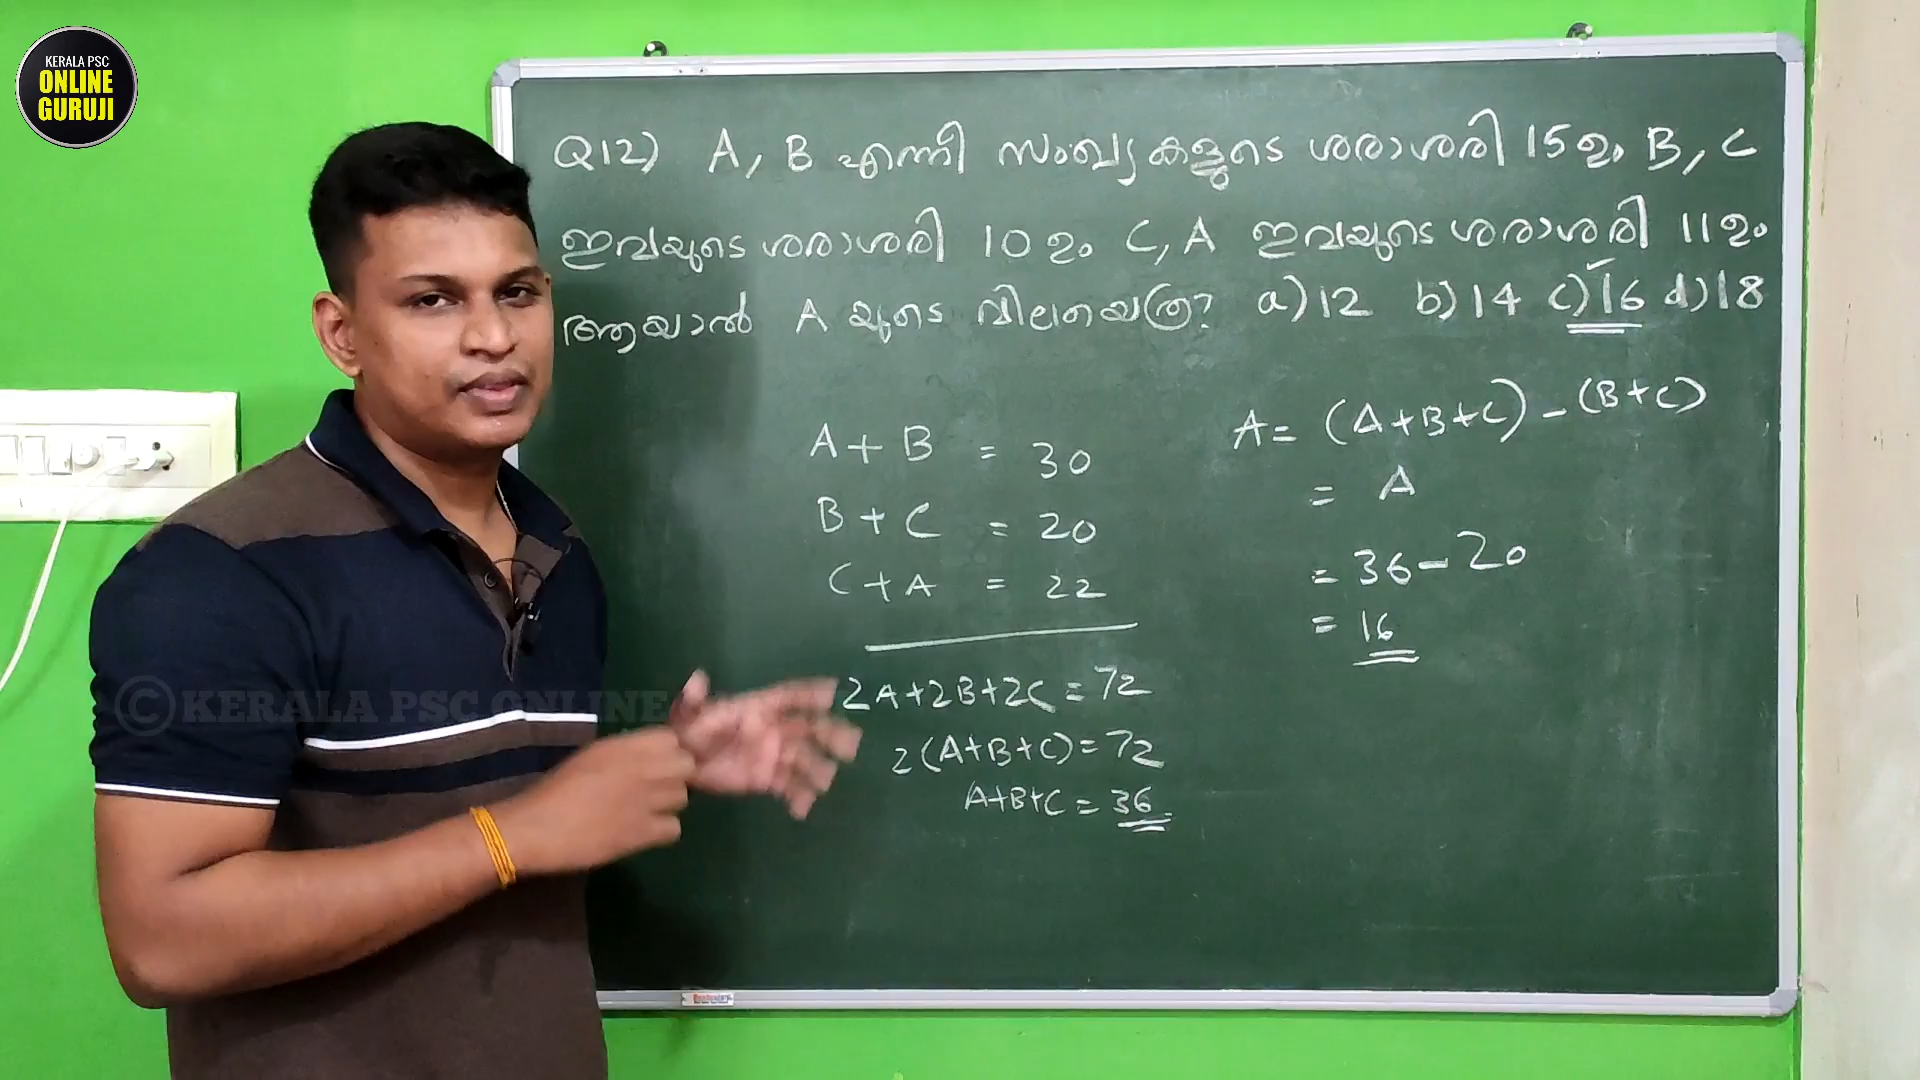 KERALA PSC
ONLINE
GURUJI
Q12) A, B എന്നീ സംഖ്യകളുടെ ശരാശരി 15ഉം B, C
ഇവയുടെ ശരാശരി 10 ഉം C, A ഇവയുടെ ശരാശരി 11ഉം
ആയാൽ A യുടെ വിലയെത്ര? a) 12 b) 14 c) 16 d) 18
A + B = 30
B + C = 20
C + A = 22
2A+2B+2C = 72
2(A+B+C) = 72
A+B+C = 36
A = (A+B+C) - (B+C)
= A
= 36 - 20
= 16
©KERALA PSC ONLINE